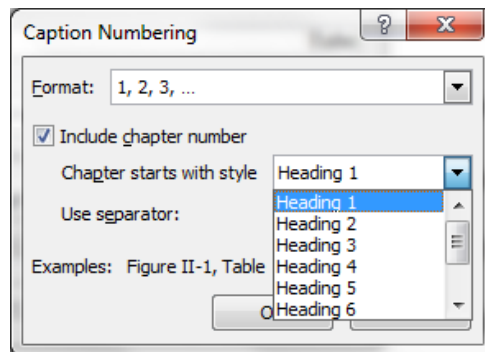 Caption Numbering
Format: 1, 2, 3, ...
Include chapter number
Chapter starts with style Heading 1
Heading 1
Heading 2
Use separator:
Heading 3
Examples: Figure II-1, Table
Heading 4
Heading 5
Heading 6